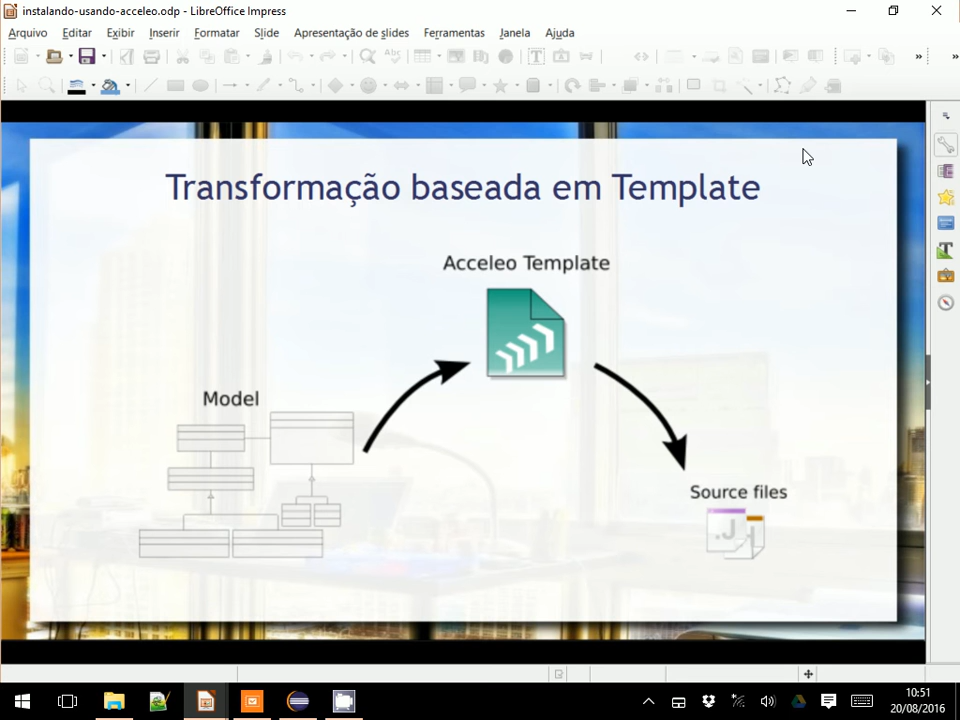 instalando-usando-acceleo.odp - LibreOffice Impress
Arquivo Editar Exibir Inserir Formatar Slide Apresentação de slides Ferramentas Janela Ajuda
Transformação baseada em Template
Acceleo Template
Model
Source files
.J
10:51
20/08/2016